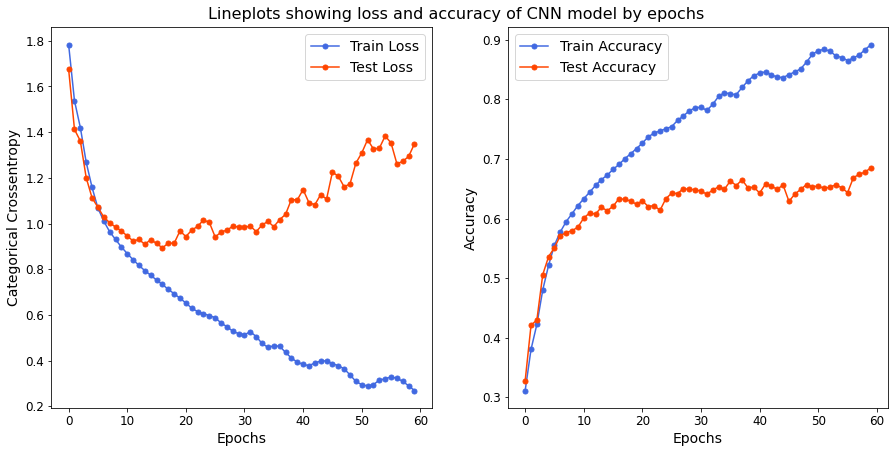 Lineplots showing loss and accuracy of CNN model by epochs
Train Loss
Test Loss
Categorical Crossentropy
1.8
1.6
1.4
1.2
1.0
0.8
0.6
0.4
0.2
0 10 20 30 40 50 60
Epochs
Train Accuracy
Test Accuracy
Accuracy
0.9
0.8
0.7
0.6
0.5
0.4
0.3
0 10 20 30 40 50 60
Epochs